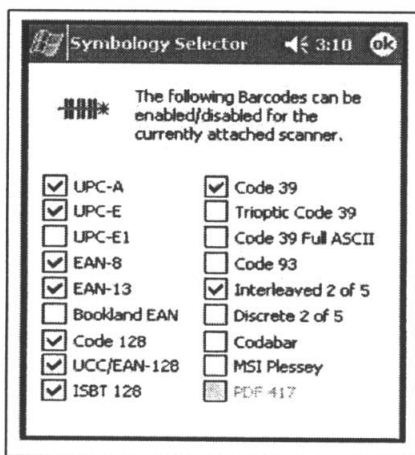 Symbology Selector 3:10 ok
The following Barcodes can be
enabled/disabled for the
currently attached scanner.
UPC-A
UPC-E
UPC-E1
EAN-8
EAN-13
Bookland EAN
Code 128
UCC/EAN-128
ISBT 128
Code 39
Trioptic Code 39
Code 39 Full ASCII
Code 93
Interleaved 2 of 5
Discrete 2 of 5
Codabar
MSI Plessey
PDF 417